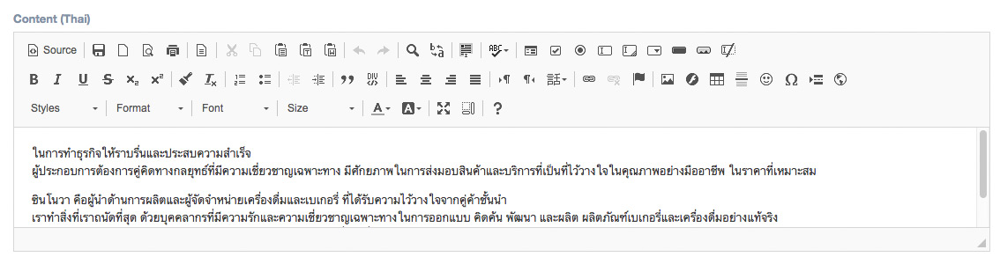 Content (Thai)
Source
ABC
B I U S x₂ x² Tx DIV 話
Styles Format Font Size A A ?
ในการทำธุรกิจให้ราบรื่นและประสบความสำเร็จ
ผู้ประกอบการต้องการคู่คิดทางกลยุทธ์ที่มีความเชี่ยวชาญเฉพาะทาง มีศักยภาพในการส่งมอบสินค้าและบริการที่เป็นที่ไว้วางใจในคุณภาพอย่างมืออาชีพ ในราคาที่เหมาะสม
ซินโนวา คือผู้นำด้านการผลิตและผู้จัดจำหน่ายเครื่องดื่มและเบเกอรี่ ที่ได้รับความไว้วางใจจากคู่ค้าชั้นนำ
เราทำสิ่งที่เราถนัดที่สุด ด้วยบุคคลากรที่มีความรักและความเชี่ยวชาญเฉพาะทางในการออกแบบ คิดค้น พัฒนา และผลิต ผลิตภัณฑ์เบเกอรี่และเครื่องดื่มอย่างแท้จริง